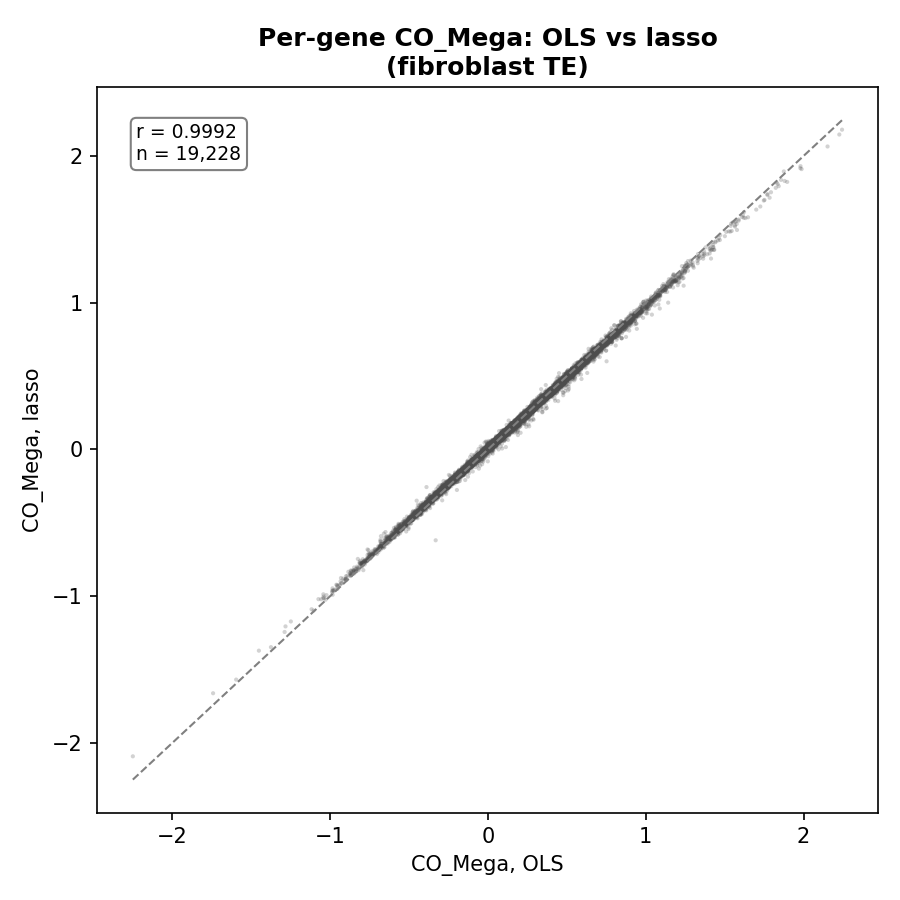 Per-gene CO_Mega: OLS vs lasso
(fibroblast TE)
r = 0.9992
n = 19,228
2
1
0
−1
−2
CO_Mega, lasso
−2
−1
0
1
2
CO_Mega, OLS